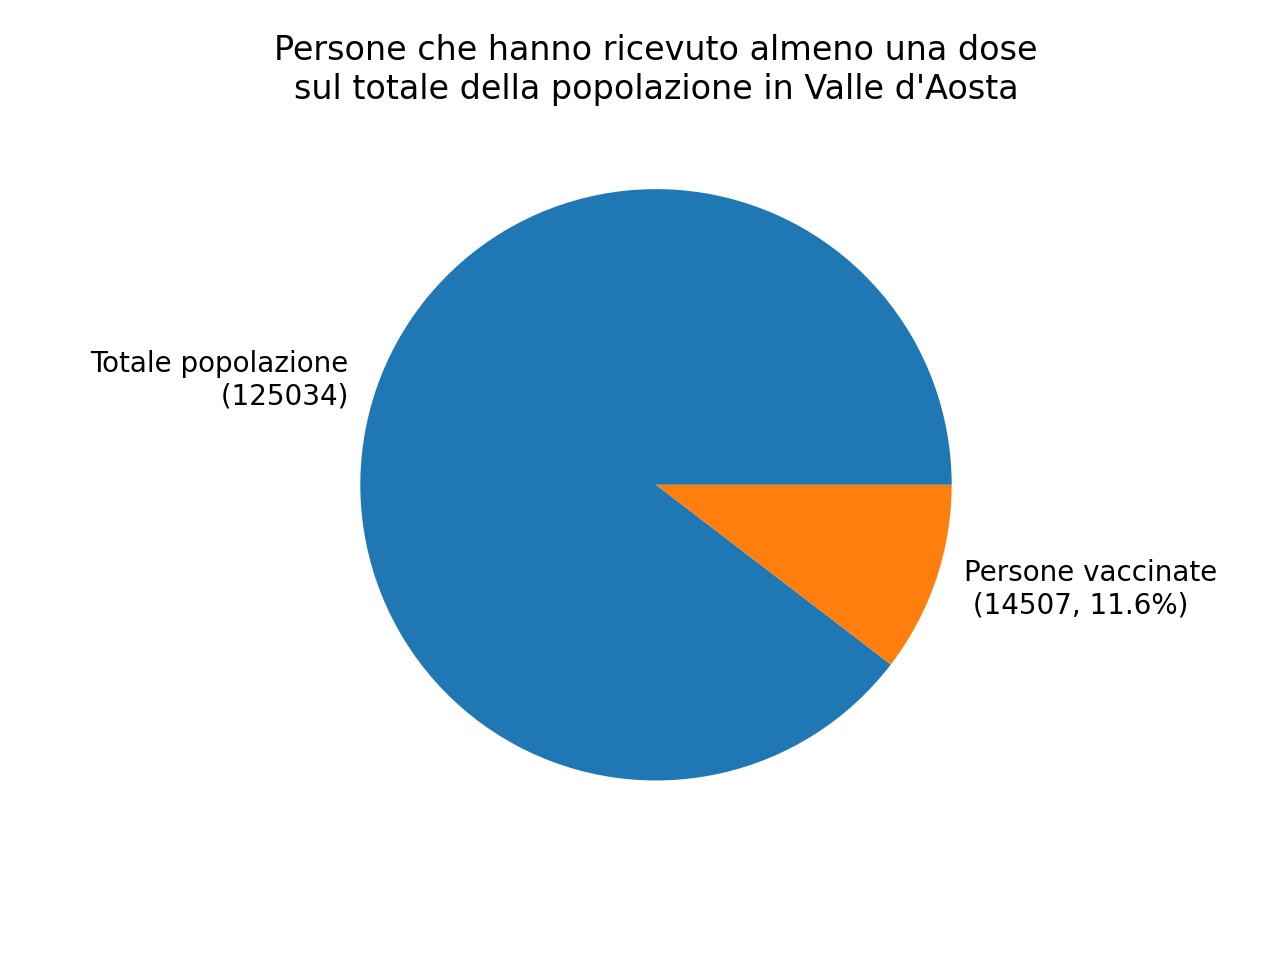 Persone che hanno ricevuto almeno una dose
sul totale della popolazione in Valle d'Aosta
Totale popolazione
(125034)
Persone vaccinate
(14507, 11.6%)